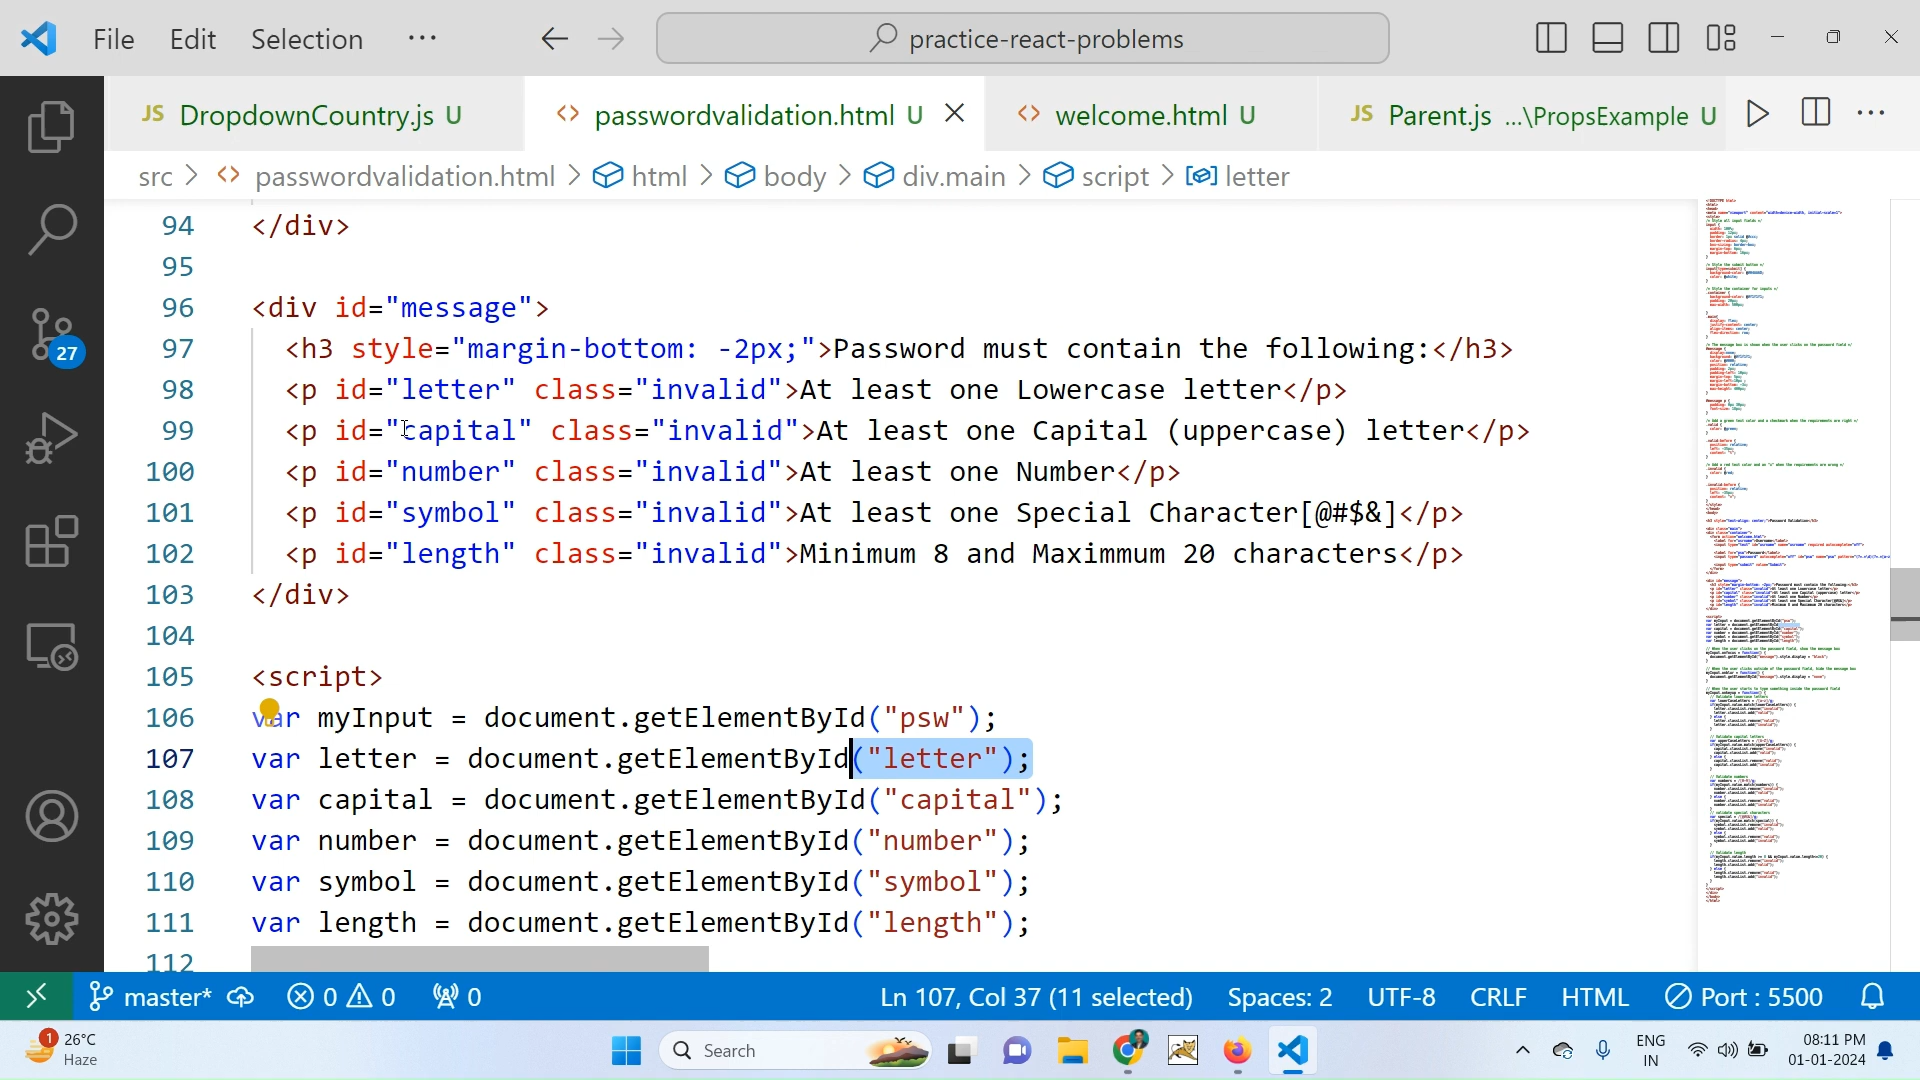 File Edit Selection ···
practice-react-problems
JS DropdownCountry.js U
<> passwordvalidation.html U
<> welcome.html U
JS Parent.js ...\PropsExample U
src > <> passwordvalidation.html > html > body > div.main > script > letter
94 </div>
95
96 <div id="message">
97 <h3 style="margin-bottom: -2px;">Password must contain the following:</h3>
98 <p id="letter" class="invalid">At least one Lowercase letter</p>
99 <p id="capital" class="invalid">At least one Capital (uppercase) letter</p>
100 <p id="number" class="invalid">At least one Number</p>
101 <p id="symbol" class="invalid">At least one Special Character[@#$&]</p>
102 <p id="length" class="invalid">Minimum 8 and Maximmum 20 characters</p>
103 </div>
104
105 <script>
106 var myInput = document.getElementById("psw");
107 var letter = document.getElementById("letter");
108 var capital = document.getElementById("capital");
109 var number = document.getElementById("number");
110 var symbol = document.getElementById("symbol");
111 var length = document.getElementById("length");
112
27
master* 0 0 0
Ln 107, Col 37 (11 selected) Spaces: 2 UTF-8 CRLF HTML Port : 5500
1 26°C
Haze
Search
ENG
IN
08:11 PM
01-01-2024